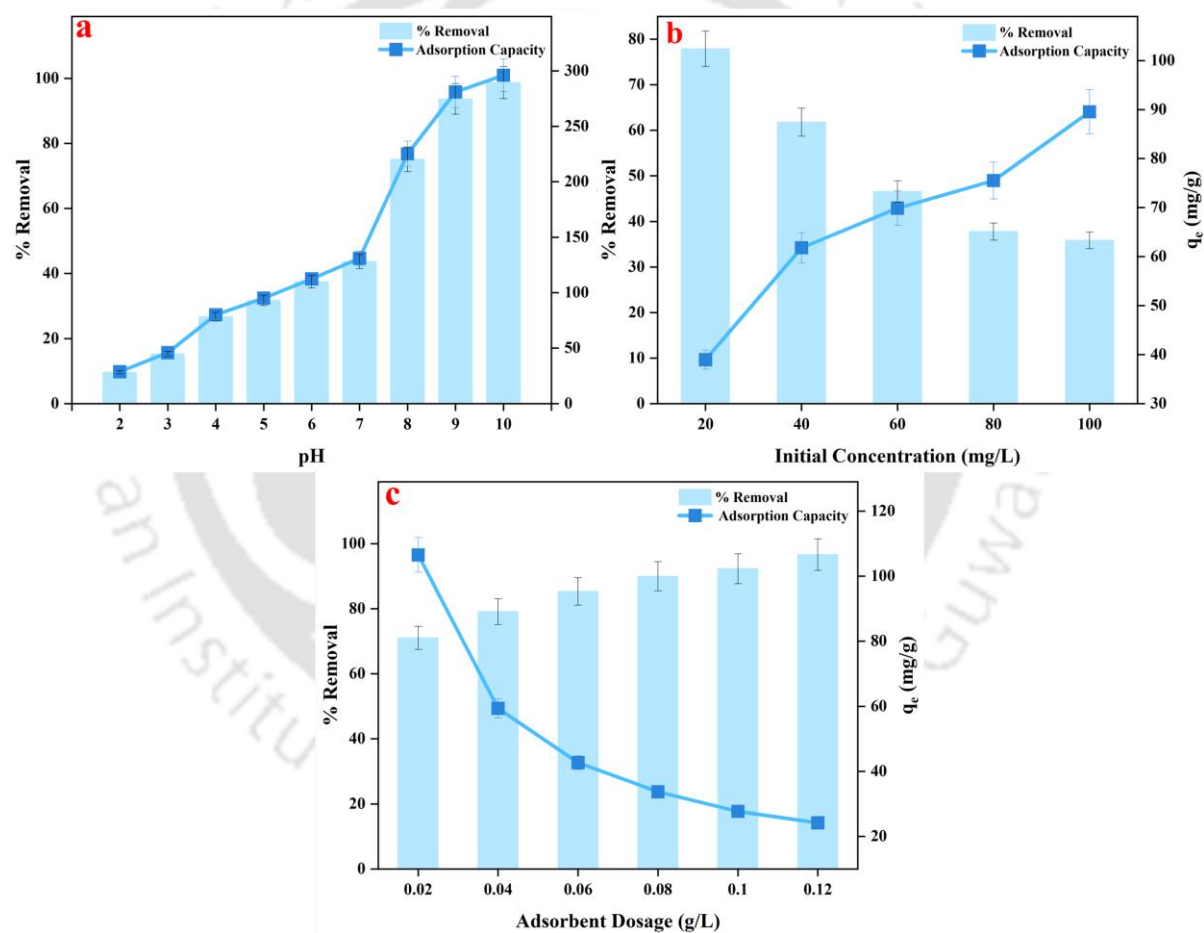 a
% Removal
Adsorption Capacity
% Removal
100
80
60
40
20
0
300
250
200
150
100
50
0
% Removal
2 3 4 5 6 7 8 9 10
pH
b
% Removal
Adsorption Capacity
80
70
60
50
40
30
20
10
0
100
90
80
70
60
50
40
30
qe (mg/g)
20 40 60 80 100
Initial Concentration (mg/L)
c
% Removal
Adsorption Capacity
% Removal
100
80
60
40
20
0
120
100
80
60
40
20
qe (mg/g)
0.02 0.04 0.06 0.08 0.1 0.12
Adsorbent Dosage (g/L)
an Institu
Guwa